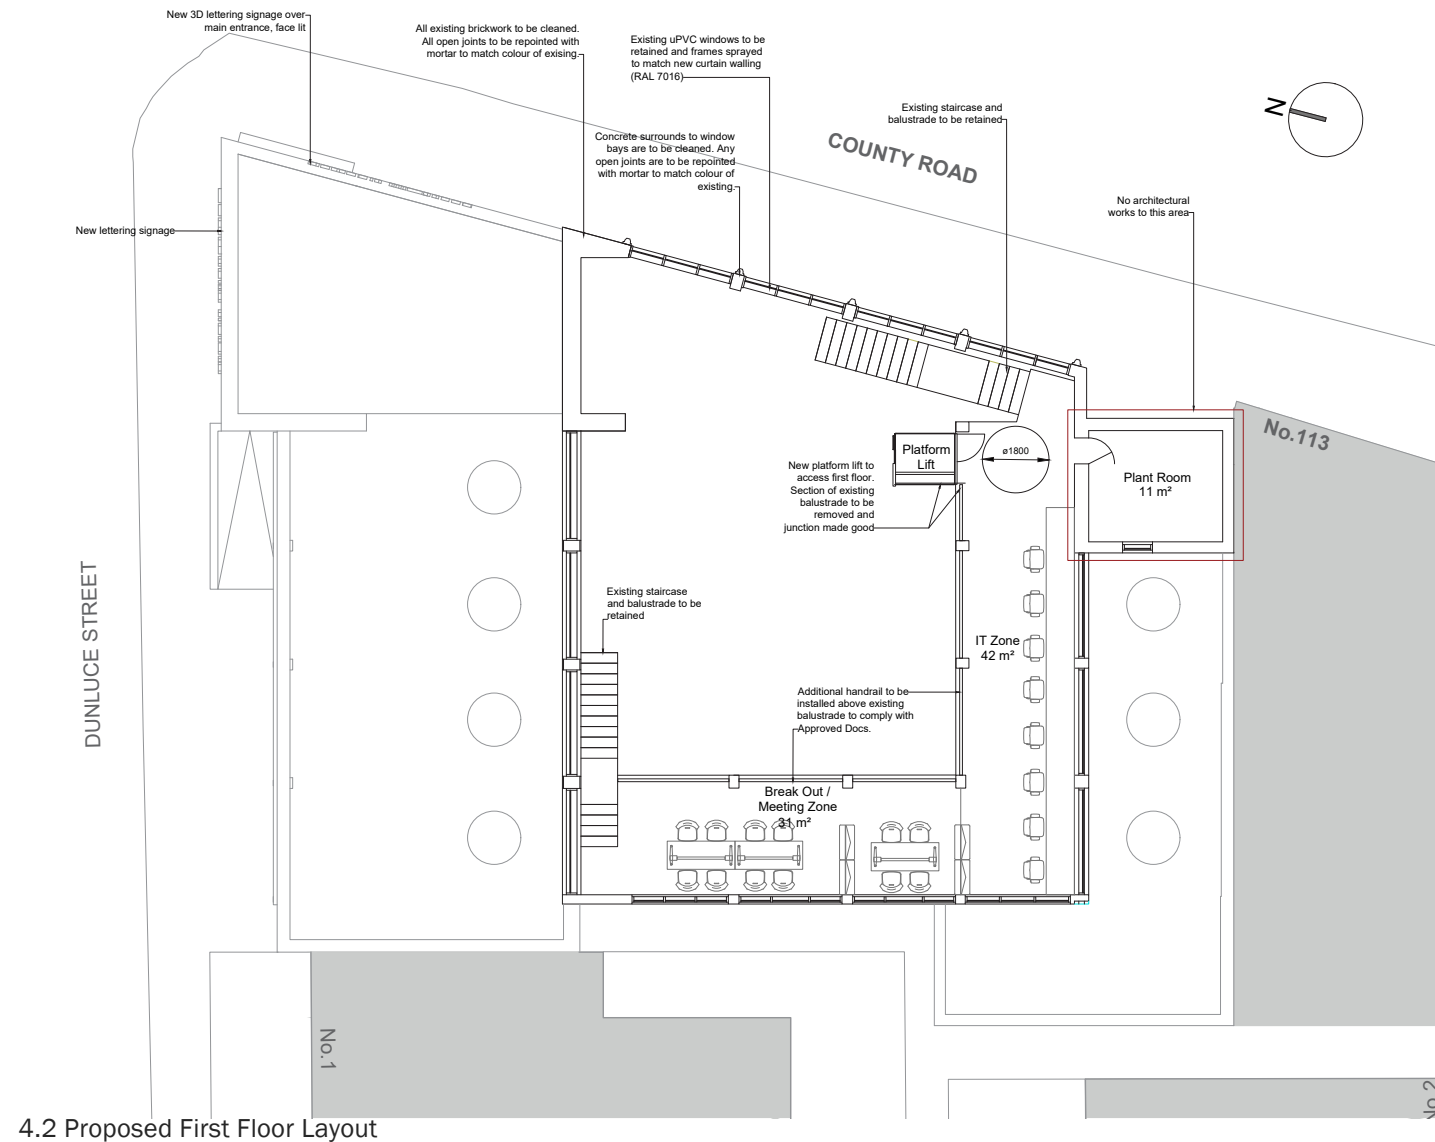 New 3D lettering signage over
main entrance, face lit
All existing brickwork to be cleaned.
All open joints to be repointed with
mortar to match colour of exising.
Existing uPVC windows to be
retained and frames sprayed
to match new curtain walling
(RAL 7016)
Existing staircase and
balustrade to be retained
N
Concrete surrounds to window
bays are to be cleaned. Any
open joints are to be repointed
with mortar to match colour of
existing.
COUNTY ROAD
No architectural
works to this area
New lettering signage
No.113
Platform
Lift
ø1800
Plant Room
11 m²
New platform lift to
access first floor.
Section of existing
balustrade to be
removed and
junction made good
DUNLUCE STREET
Existing staircase
and balustrade to be
retained
IT Zone
42 m²
Additional handrail to be
installed above existing
balustrade to comply with
Approved Docs.
Break Out /
Meeting Zone
31 m²
No.1
No.2
4.2 Proposed First Floor Layout